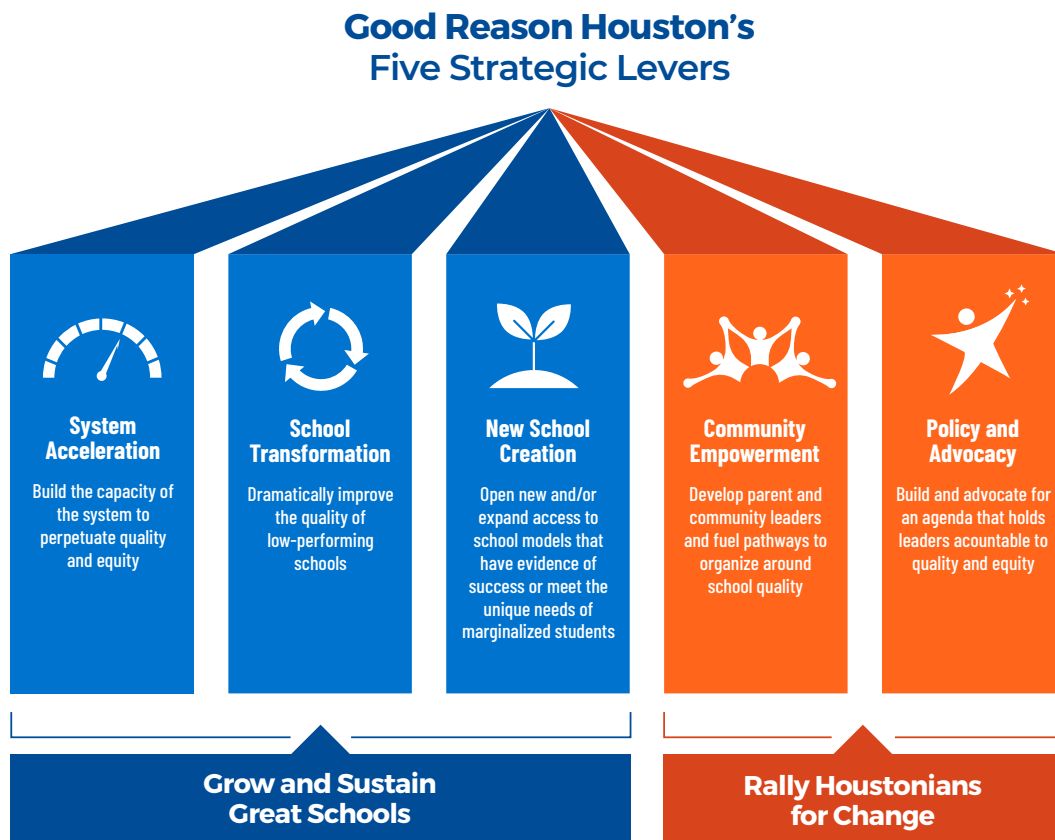 Good Reason Houston's
Five Strategic Levers
System
Acceleration
Build the capacity of
the system to
perpetuate quality
and equity
School
Transformation
Dramatically improve
the quality of
low-performing
schools
New School
Creation
Open new and/or
expand access to
school models that
have evidence of
success or meet the
unique needs of
marginalized students
Community
Empowerment
Develop parent and
community leaders
and fuel pathways to
organize around
school quality
Policy and
Advocacy
Build and advocate for
an agenda that holds
leaders acountable to
quality and equity
Grow and Sustain
Great Schools
Rally Houstonians
for Change